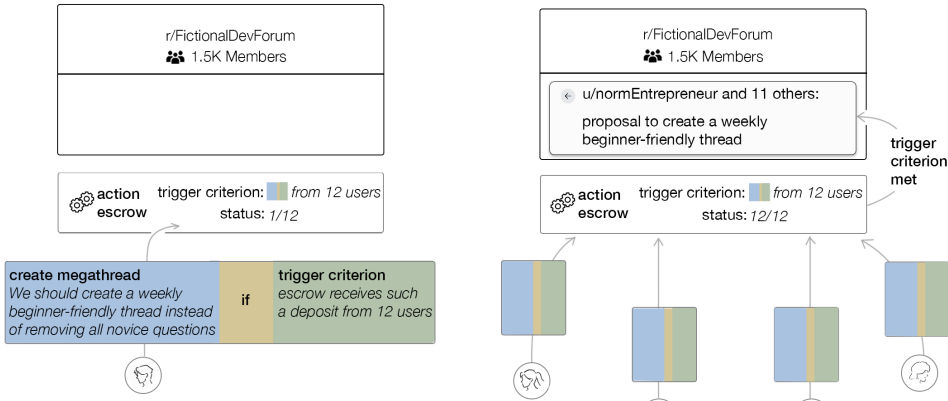 r/FictionalDevForum
1.5K Members
action
escrow
trigger criterion: from 12 users
status: 1/12
create megathread
We should create a weekly
beginner-friendly thread instead
of removing all novice questions
if
trigger criterion
escrow receives such
a deposit from 12 users
r/FictionalDevForum
1.5K Members
u/normEntrepreneur and 11 others:
proposal to create a weekly
beginner-friendly thread
trigger
criterion
met
action
escrow
trigger criterion: from 12 users
status: 12/12